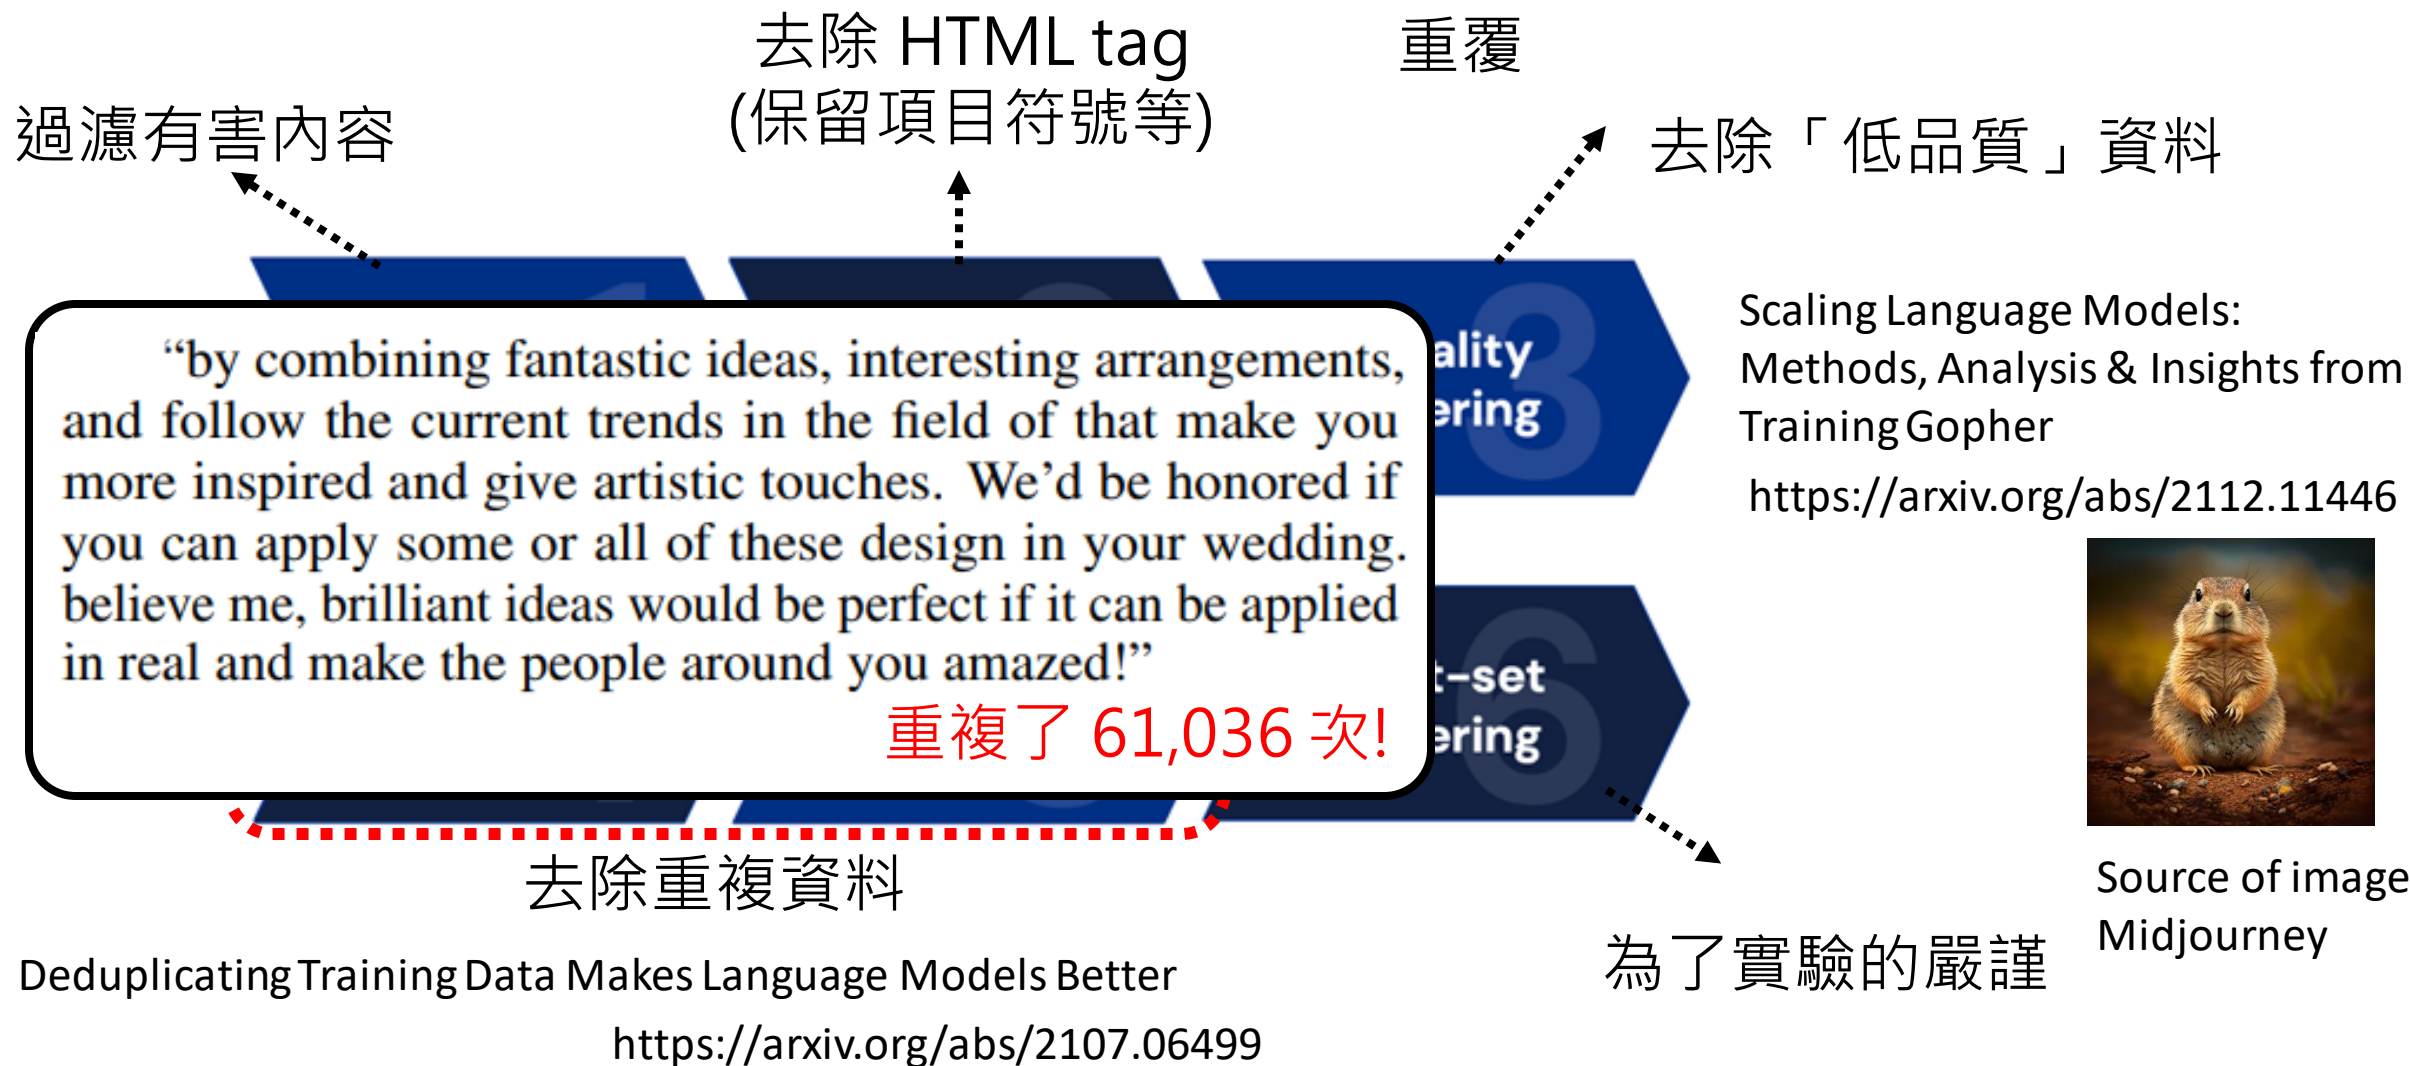 去除 HTML tag
(保留項目符號等)
重覆
過濾有害內容
去除「低品質」資料
“by combining fantastic ideas, interesting arrangements,
and follow the current trends in the field of that make you
more inspired and give artistic touches. We’d be honored if
you can apply some or all of these design in your wedding.
believe me, brilliant ideas would be perfect if it can be applied
in real and make the people around you amazed!”
重複了 61,036 次!
3
ality
ering
Scaling Language Models:
Methods, Analysis & Insights from
Training Gopher
https://arxiv.org/abs/2112.11446
6
t-set
ering
去除重複資料
Deduplicating Training Data Makes Language Models Better
https://arxiv.org/abs/2107.06499
為了實驗的嚴謹
Source of image
Midjourney